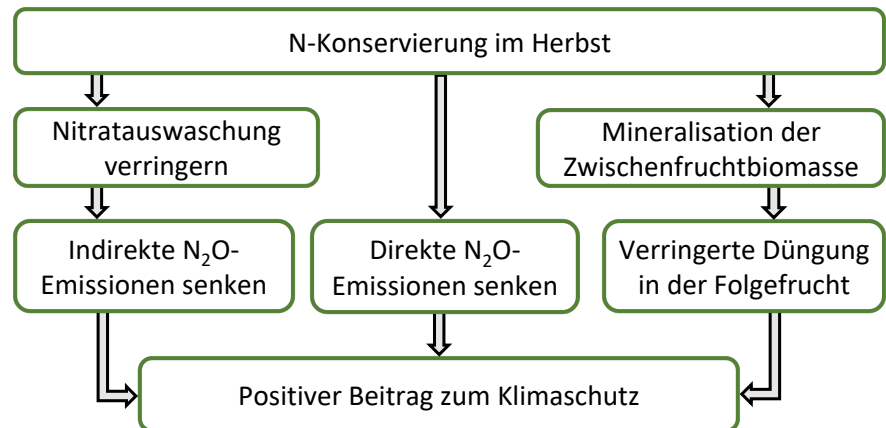 N-Konservierung im Herbst
Nitratauswaschung
verringern
Mineralisation der
Zwischenfruchtbiomasse
Indirekte N₂O-
Emissionen senken
Direkte N₂O-
Emissionen senken
Verringerte Düngung
in der Folgefrucht
Positiver Beitrag zum Klimaschutz